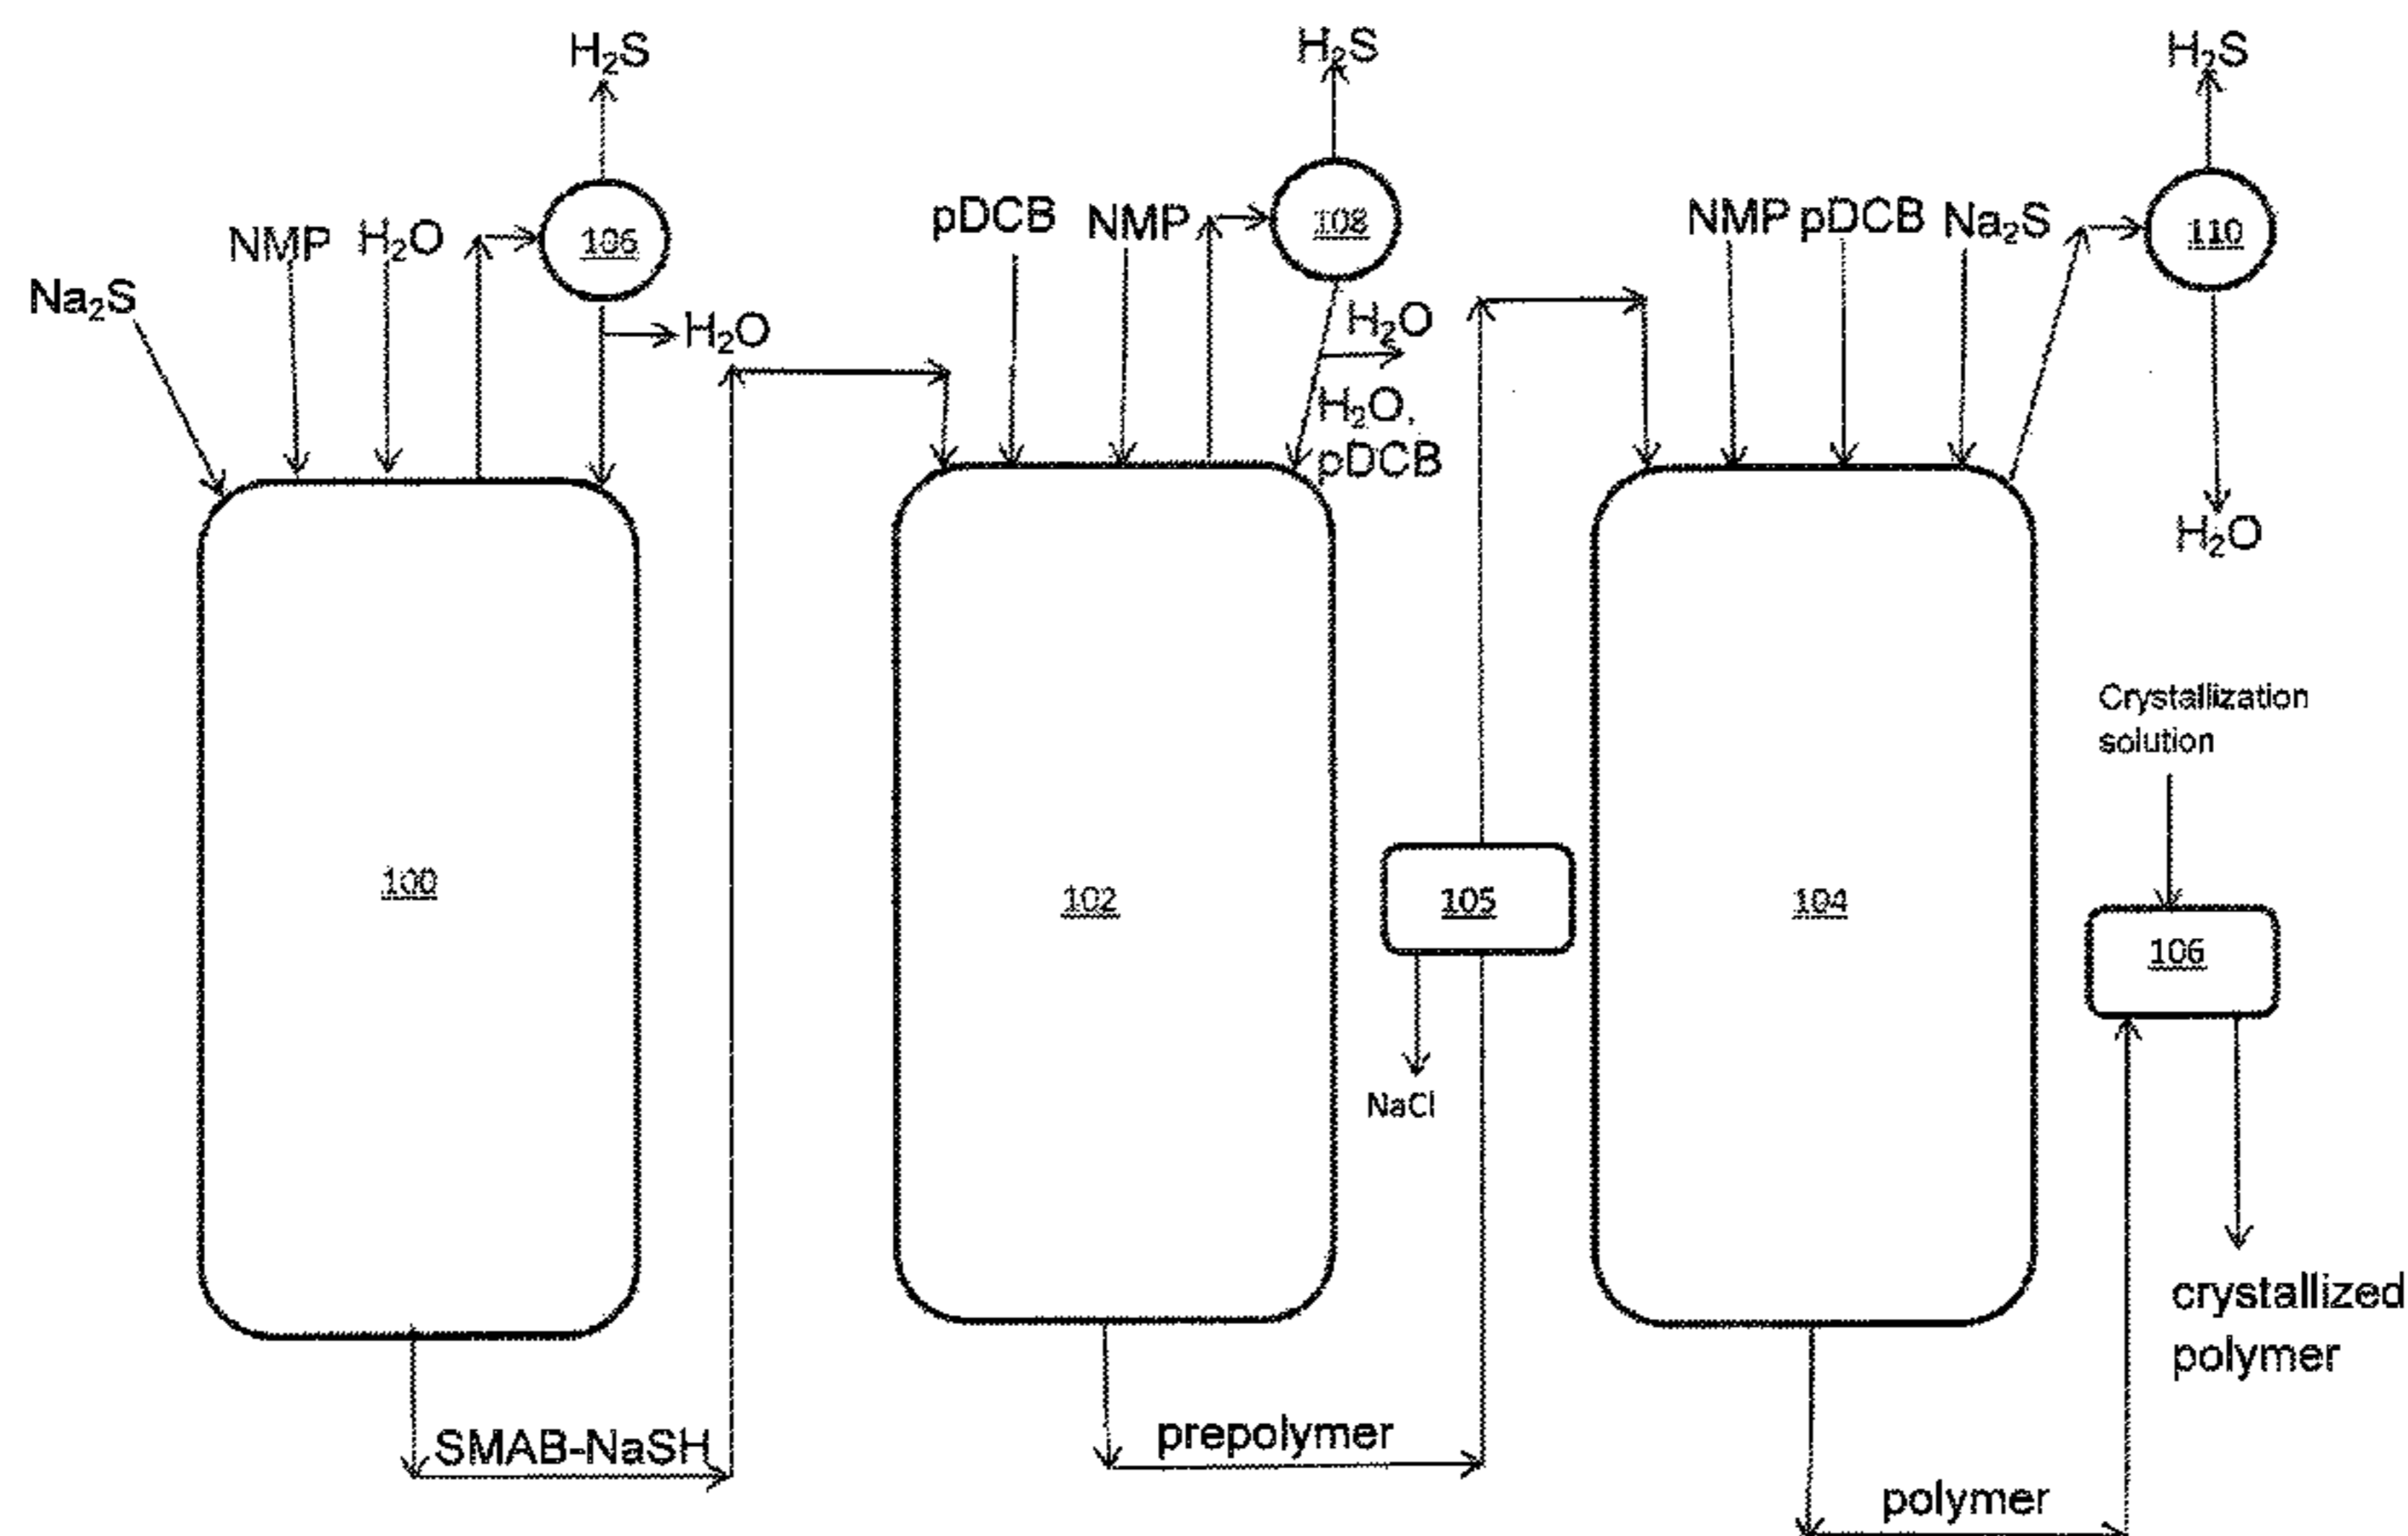 H₂S
H₂S
H₂S
Na₂S
NMP
H₂O
106
H₂O
pDCB
NMP
108
H₂O
H₂O,
pDCB
NMP
pDCB
Na₂S
110
H₂O
100
102
105
NaCl
104
Crystallization
solution
106
crystallized
polymer
SMAB-NaSH
prepolymer
polymer